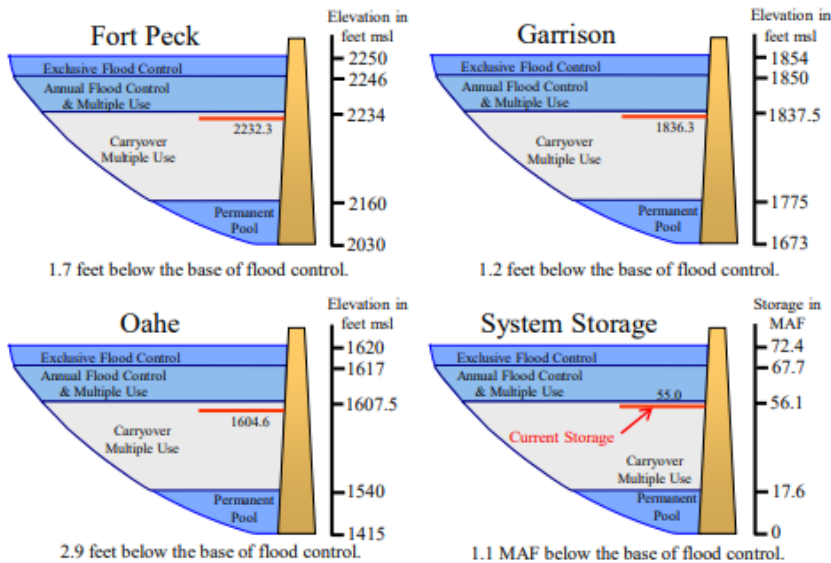 Fort Peck
Elevation in
feet msl
Exclusive Flood Control
Annual Flood Control
& Multiple Use
Carryover
Multiple Use
Permanent
Pool
2232.3
2250
2246
2234
2160
2030
1.7 feet below the base of flood control.
Garrison
Elevation in
feet msl
Exclusive Flood Control
Annual Flood Control
& Multiple Use
Carryover
Multiple Use
Permanent
Pool
1836.3
1854
1850
1837.5
1775
1673
1.2 feet below the base of flood control.
Oahe
Elevation in
feet msl
Exclusive Flood Control
Annual Flood Control
& Multiple Use
Carryover
Multiple Use
Permanent
Pool
1604.6
1620
1617
1607.5
1540
1415
2.9 feet below the base of flood control.
System Storage
Storage in
MAF
Exclusive Flood Control
Annual Flood Control
& Multiple Use
55.0
Current Storage
Carryover
Multiple Use
Permanent
Pool
72.4
67.7
56.1
17.6
0
1.1 MAF below the base of flood control.